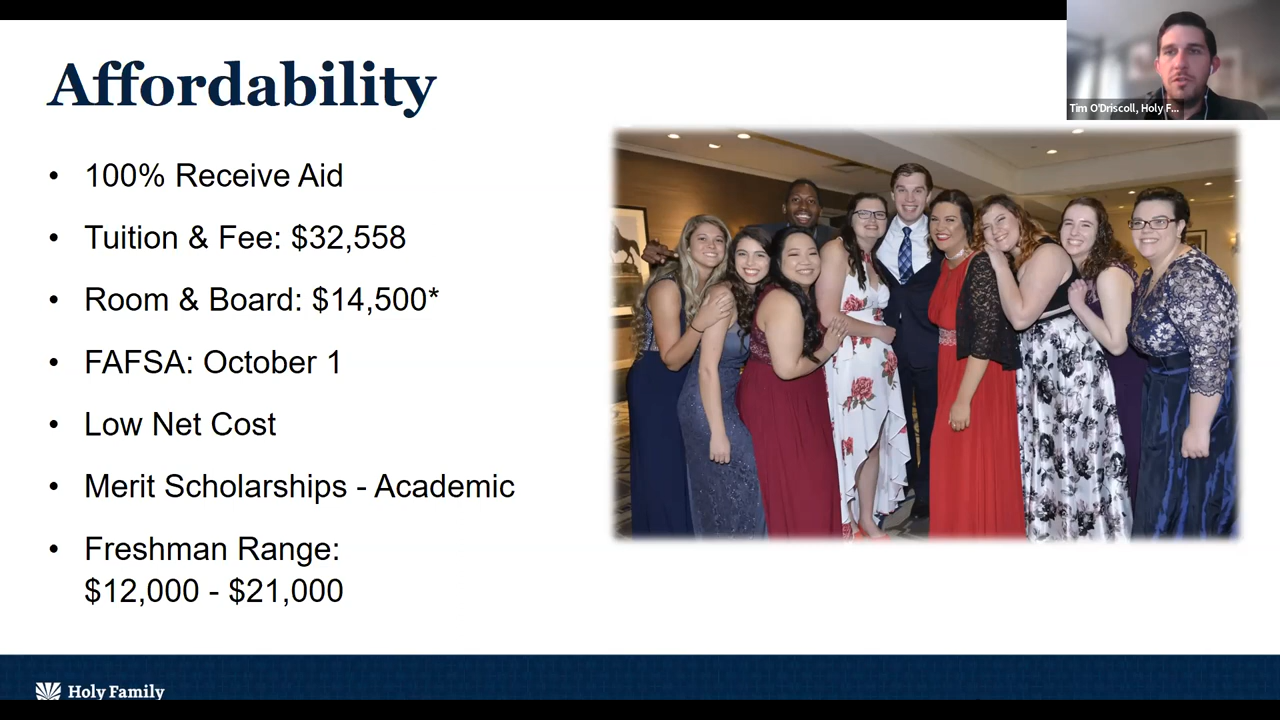 Affordability
• 100% Receive Aid
• Tuition & Fee: $32,558
• Room & Board: $14,500*
• FAFSA: October 1
• Low Net Cost
• Merit Scholarships - Academic
• Freshman Range:
$12,000 - $21,000
Tim O'Driscoll, Holy F...
Holy Family